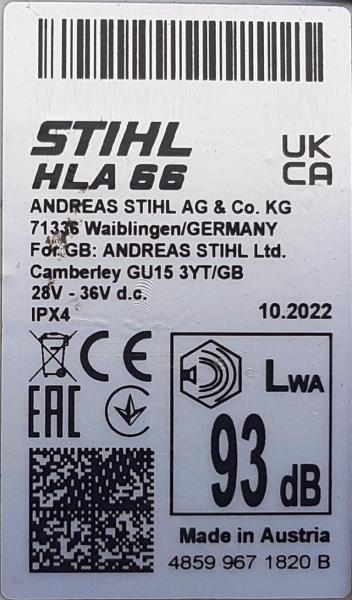 STIHL
HLA 66
UK
CA
ANDREAS STIHL AG & Co. KG
71336 Waiblingen/GERMANY
For GB: ANDREAS STIHL Ltd.
Camberley GU15 3YT/GB
28V - 36V d.c.
IPX4
10.2022
CE
EAC
LWA
93 dB
Made in Austria
4859 967 1820 B